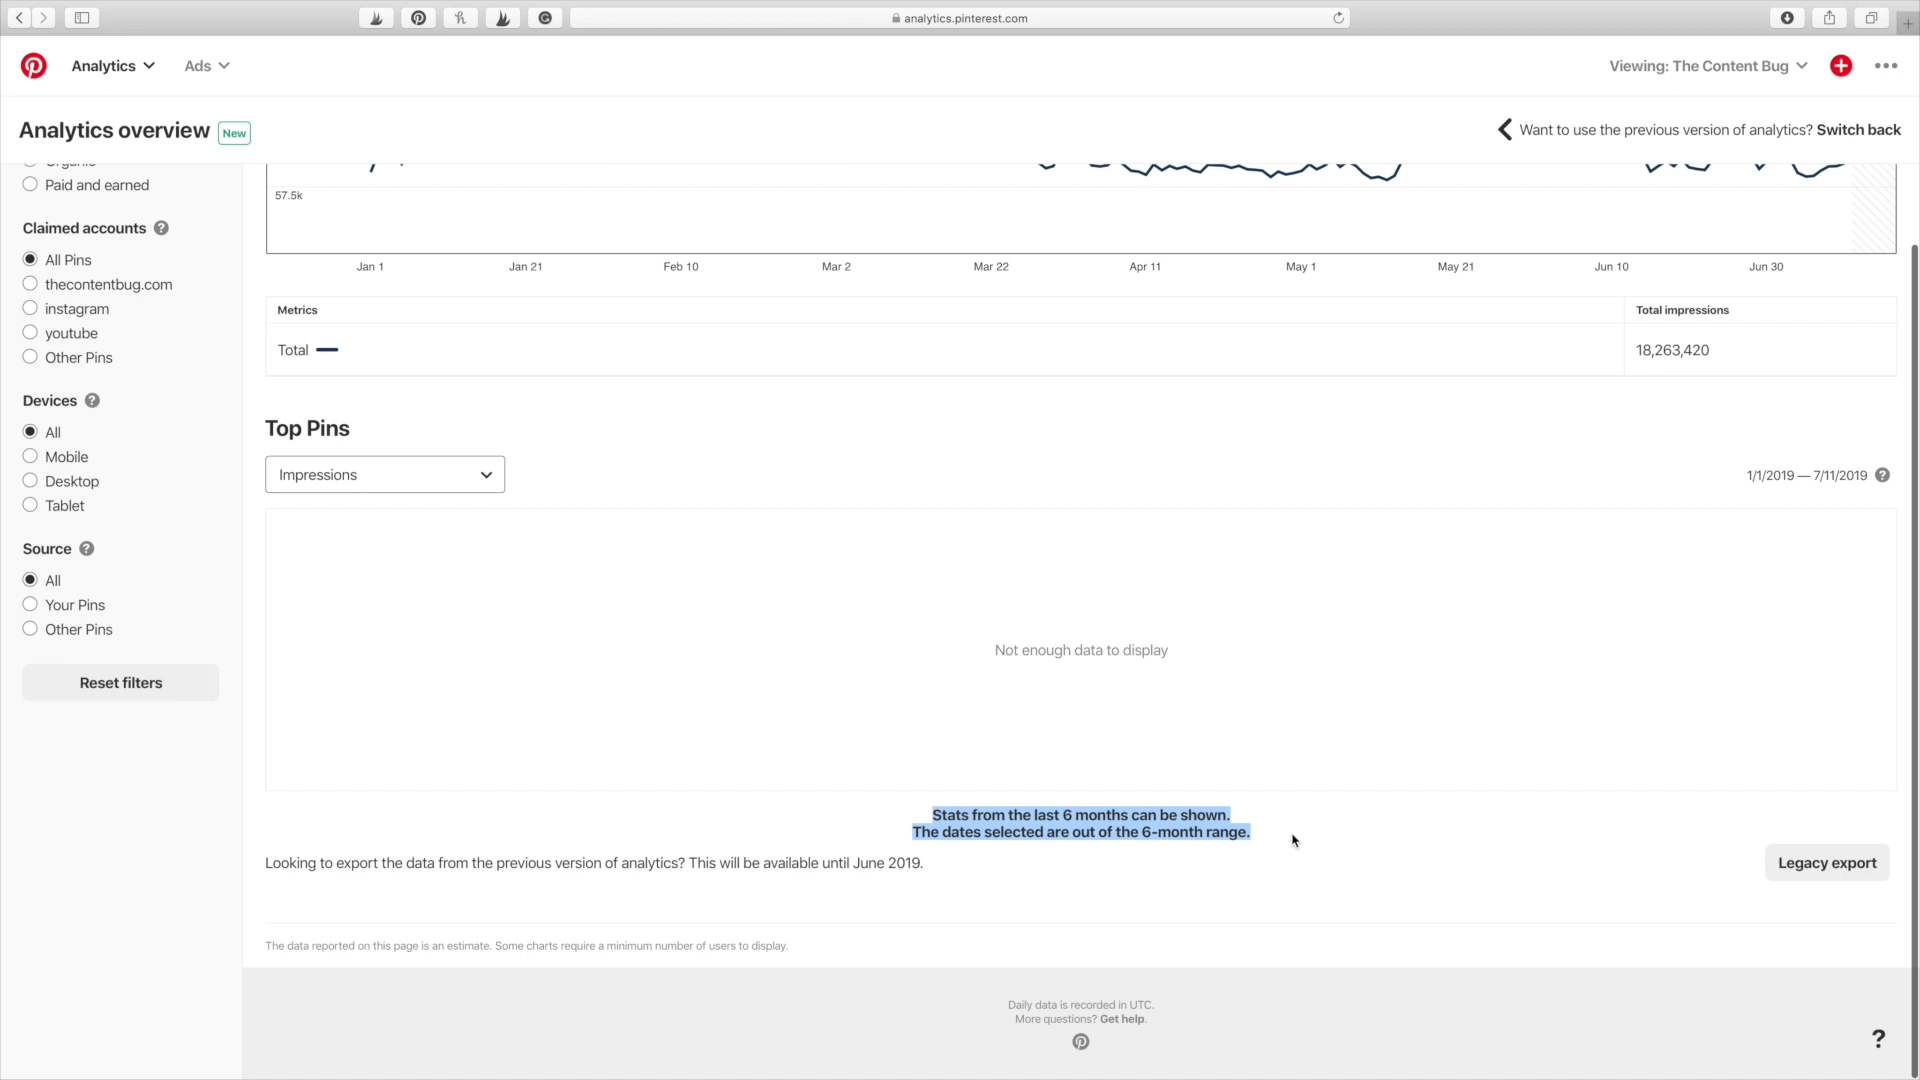 analytics.pinterest.com
Analytics
Ads
Viewing: The Content Bug
Analytics overview New
Want to use the previous version of analytics? Switch back
Organic
Paid and earned
Claimed accounts ?
All Pins
thecontentbug.com
instagram
youtube
Other Pins
Devices ?
All
Mobile
Desktop
Tablet
Source ?
All
Your Pins
Other Pins
Reset filters
57.5k
Jan 1 Jan 21 Feb 10 Mar 2 Mar 22 Apr 11 May 1 May 21 Jun 10 Jun 30
Metrics Total impressions
Total 18,263,420
Top Pins
Impressions
1/1/2019 — 7/11/2019 ?
Not enough data to display
Stats from the last 6 months can be shown.
The dates selected are out of the 6-month range.
Looking to export the data from the previous version of analytics? This will be available until June 2019.
Legacy export
The data reported on this page is an estimate. Some charts require a minimum number of users to display.
Daily data is recorded in UTC.
More questions? Get help.
?